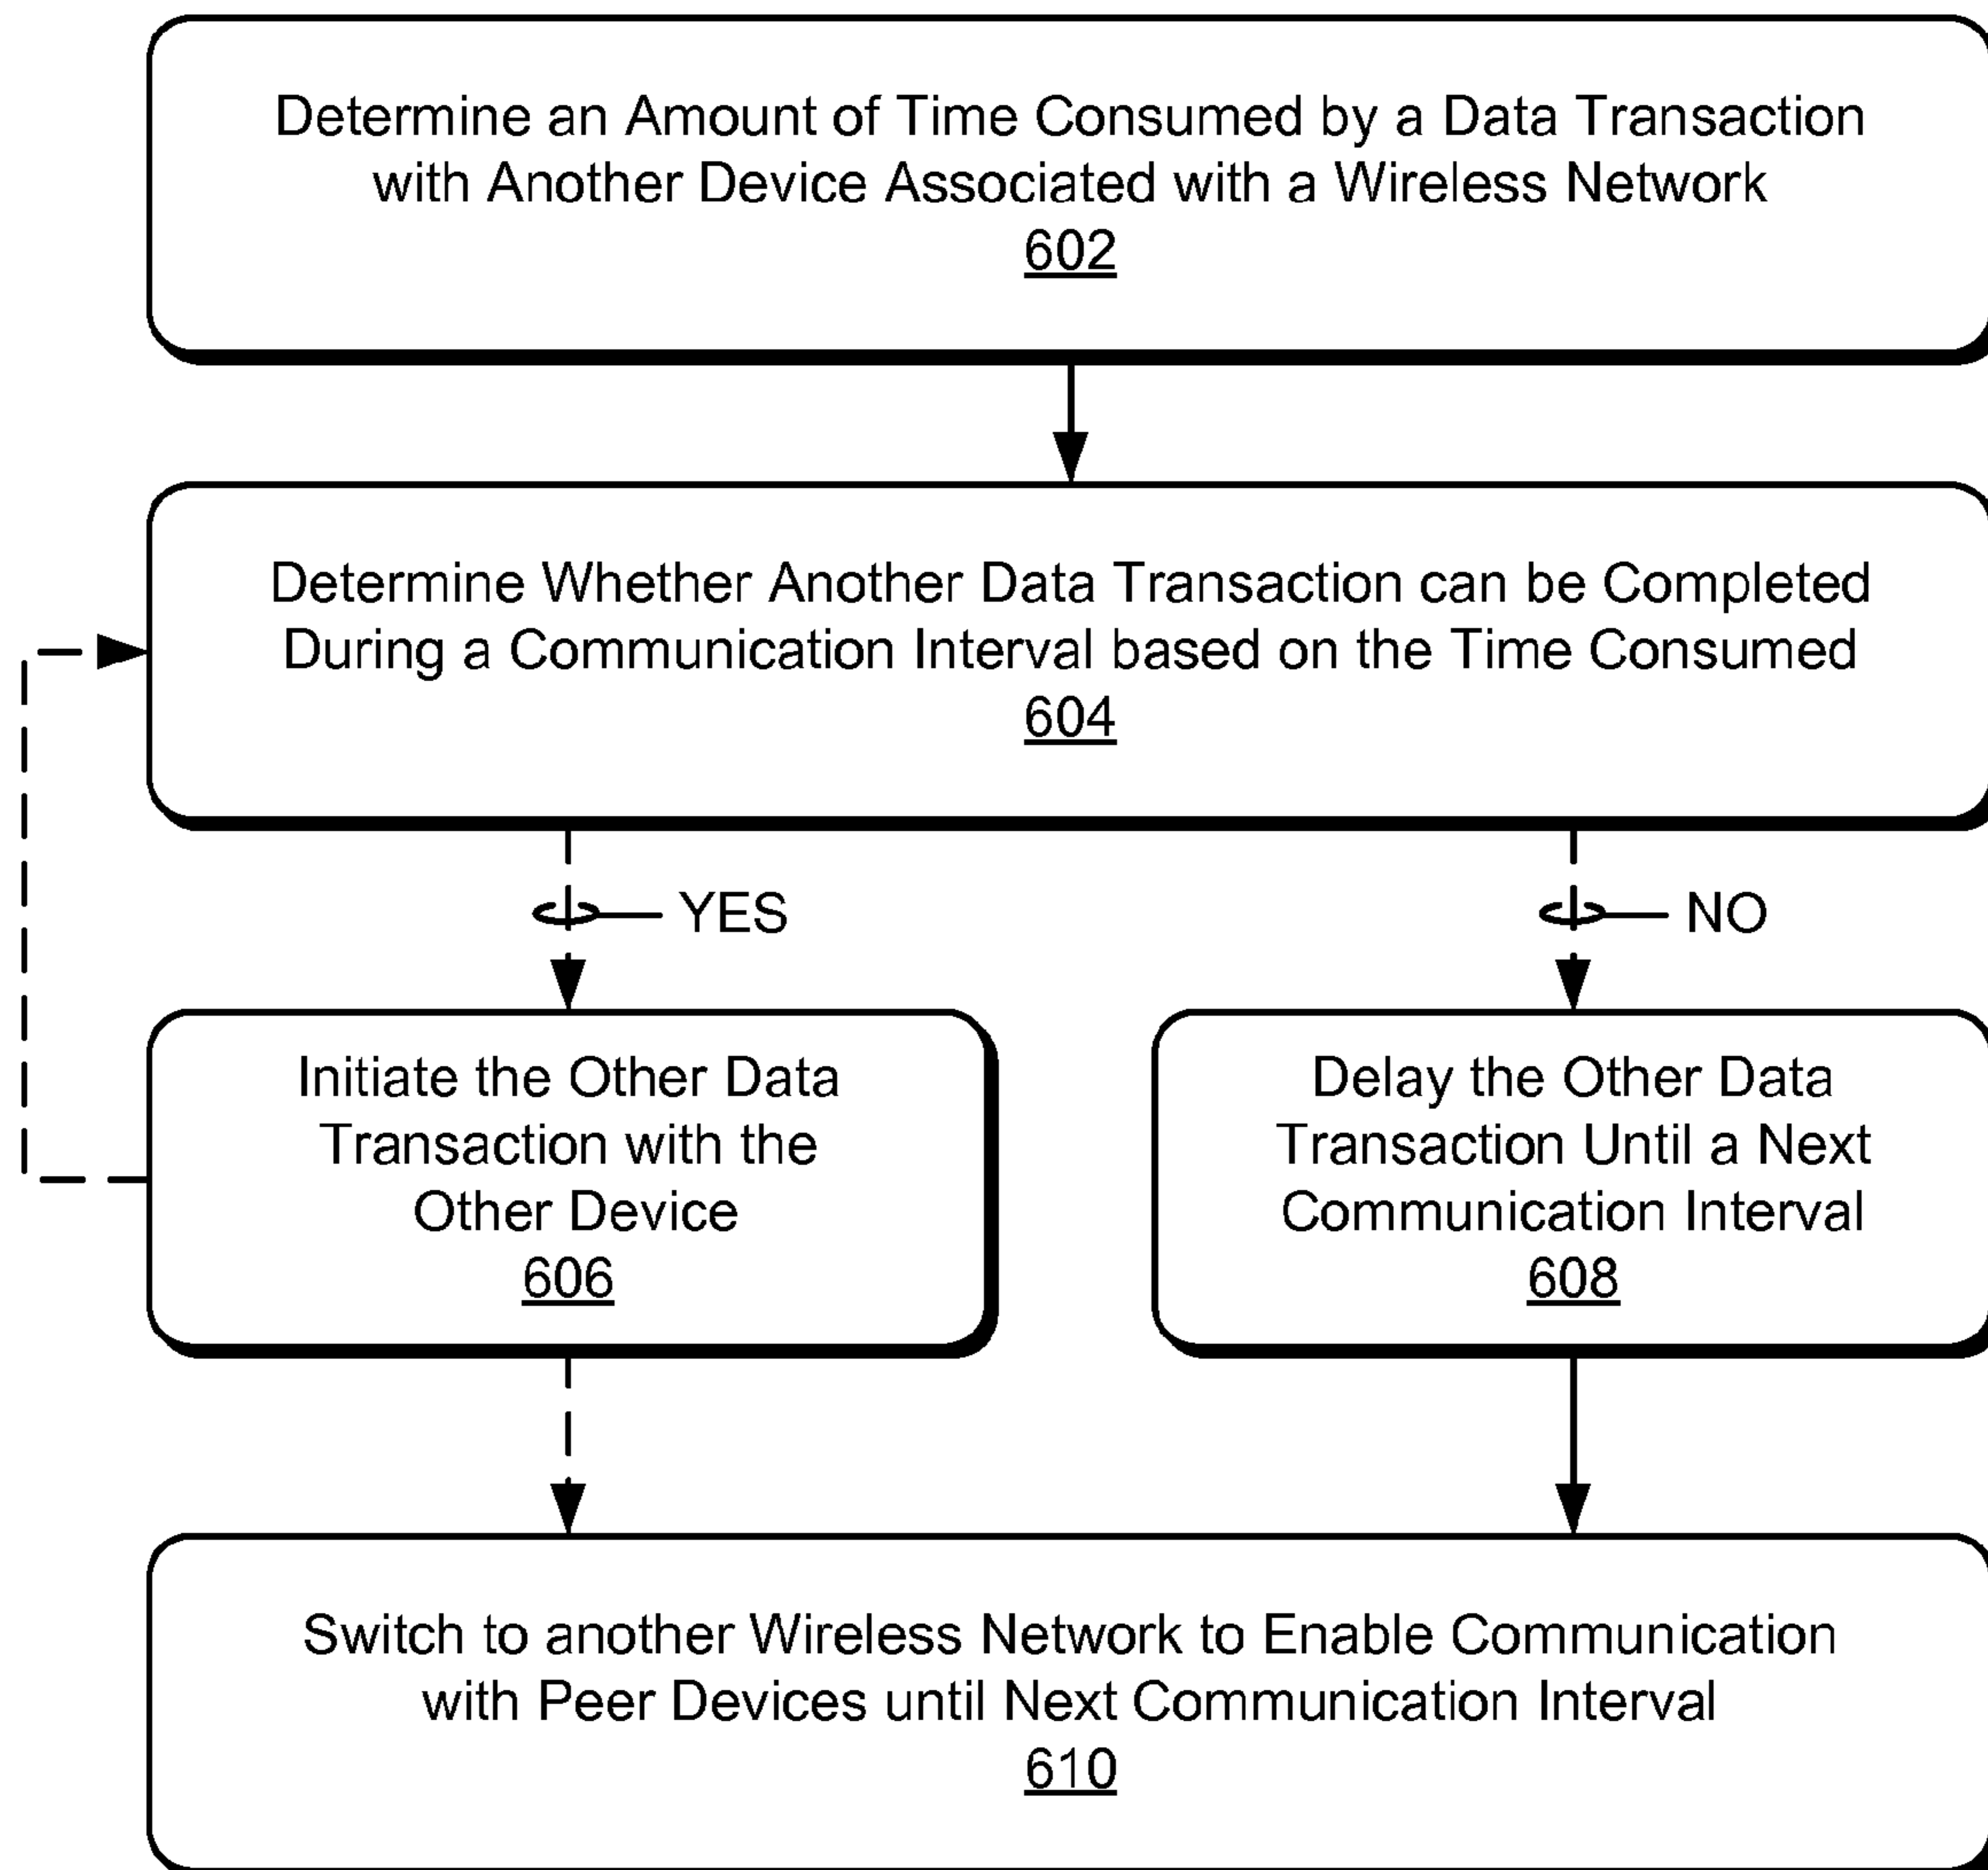 Determine an Amount of Time Consumed by a Data Transaction
with Another Device Associated with a Wireless Network
602
Determine Whether Another Data Transaction can be Completed
During a Communication Interval based on the Time Consumed
604
YES
NO
Initiate the Other Data
Transaction with the
Other Device
606
Delay the Other Data
Transaction Until a Next
Communication Interval
608
Switch to another Wireless Network to Enable Communication
with Peer Devices until Next Communication Interval
610